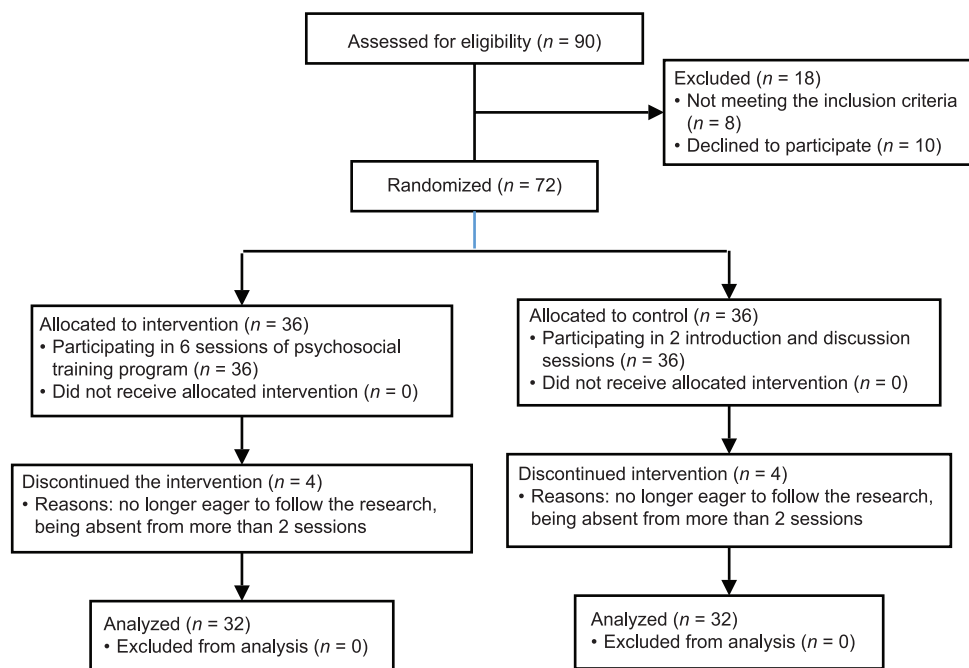 Assessed for eligibility (n = 90)
Excluded (n = 18)
• Not meeting the inclusion criteria
(n = 8)
• Declined to participate (n = 10)
Randomized (n = 72)
Allocated to intervention (n = 36)
• Participating in 6 sessions of psychosocial
training program (n = 36)
• Did not receive allocated intervention (n = 0)
Allocated to control (n = 36)
• Participating in 2 introduction and discussion
sessions (n = 36)
• Did not receive allocated intervention (n = 0)
Discontinued the intervention (n = 4)
• Reasons: no longer eager to follow the research,
being absent from more than 2 sessions
Discontinued intervention (n = 4)
• Reasons: no longer eager to follow the research,
being absent from more than 2 sessions
Analyzed (n = 32)
• Excluded from analysis (n = 0)
Analyzed (n = 32)
• Excluded from analysis (n = 0)